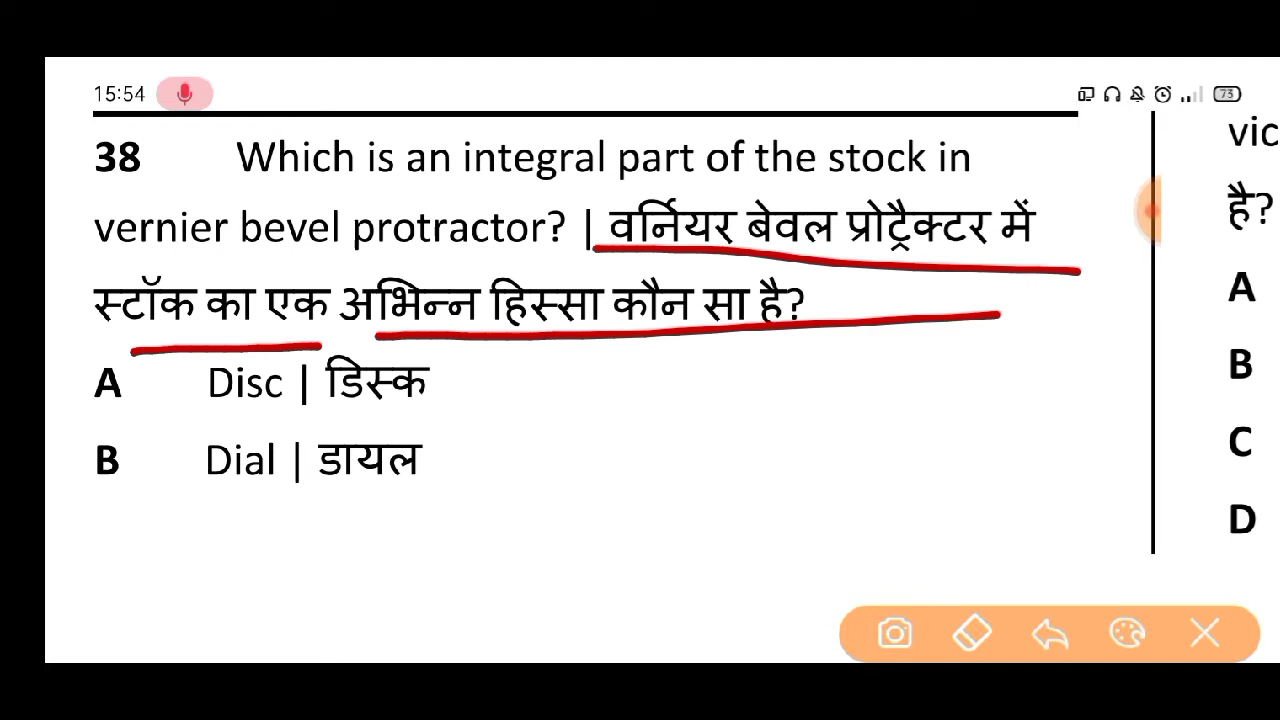 15:54
73
38 Which is an integral part of the stock in
vernier bevel protractor? | वर्नियर बेवल प्रोट्रैक्टर में
स्टॉक का एक अभिन्न हिस्सा कौन सा है?
A Disc | डिस्क
B Dial | डायल
vic
है?
A
B
C
D